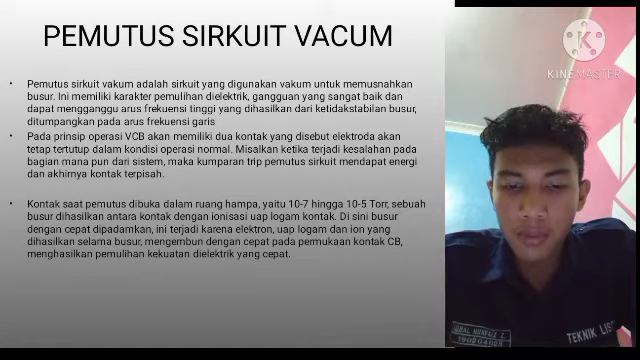 PEMUTUS SIRKUIT VACUM
• Pemutus sirkuit vakum adalah sirkuit yang digunakan vakum untuk memusnahkan
busur. Ini memiliki karakter pemulihan dielektrik, gangguan yang sangat baik dan
dapat mengganggu arus frekuensi tinggi yang dihasilkan dari ketidakstabilan busur,
ditumpangkan pada arus frekuensi garis
• Pada prinsip operasi VCB akan memiliki dua kontak yang disebut elektroda akan
tetap tertutup dalam kondisi operasi normal. Misalkan ketika terjadi kesalahan pada
bagian mana pun dari sistem, maka kumparan trip pemutus sirkuit mendapat energi
dan akhirnya kontak terpisah.
• Kontak saat pemutus dibuka dalam ruang hampa, yaitu 10-7 hingga 10-5 Torr, sebuah
busur dihasilkan antara kontak dengan ionisasi uap logam kontak. Di sini busur
dengan cepat dipadamkan, ini terjadi karena elektron, uap logam dan ion yang
dihasilkan selama busur, mengembun dengan cepat pada permukaan kontak CB,
menghasilkan pemulihan kekuatan dielektrik yang cepat.
K
KINEMASTER
TEKNIK LIS